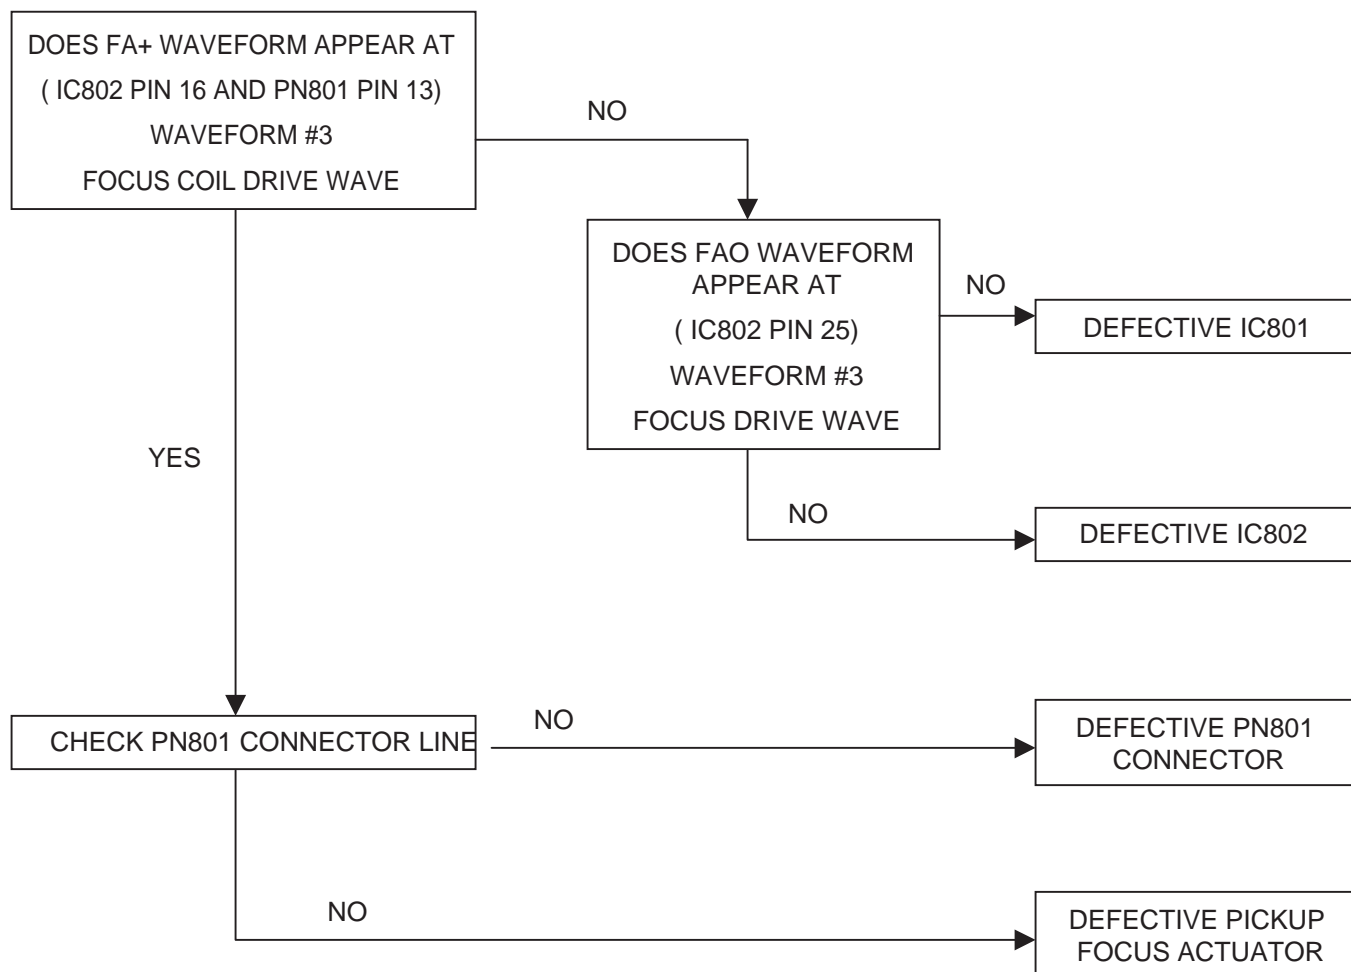 DOES FA+ WAVEFORM APPEAR AT
( IC802 PIN 16 AND PN801 PIN 13)
WAVEFORM #3
FOCUS COIL DRIVE WAVE
NO
DOES FAO WAVEFORM
APPEAR AT
( IC802 PIN 25)
WAVEFORM #3
FOCUS DRIVE WAVE
NO
DEFECTIVE IC801
YES
NO
DEFECTIVE IC802
CHECK PN801 CONNECTOR LINE
NO
DEFECTIVE PN801
CONNECTOR
NO
DEFECTIVE PICKUP
FOCUS ACTUATOR